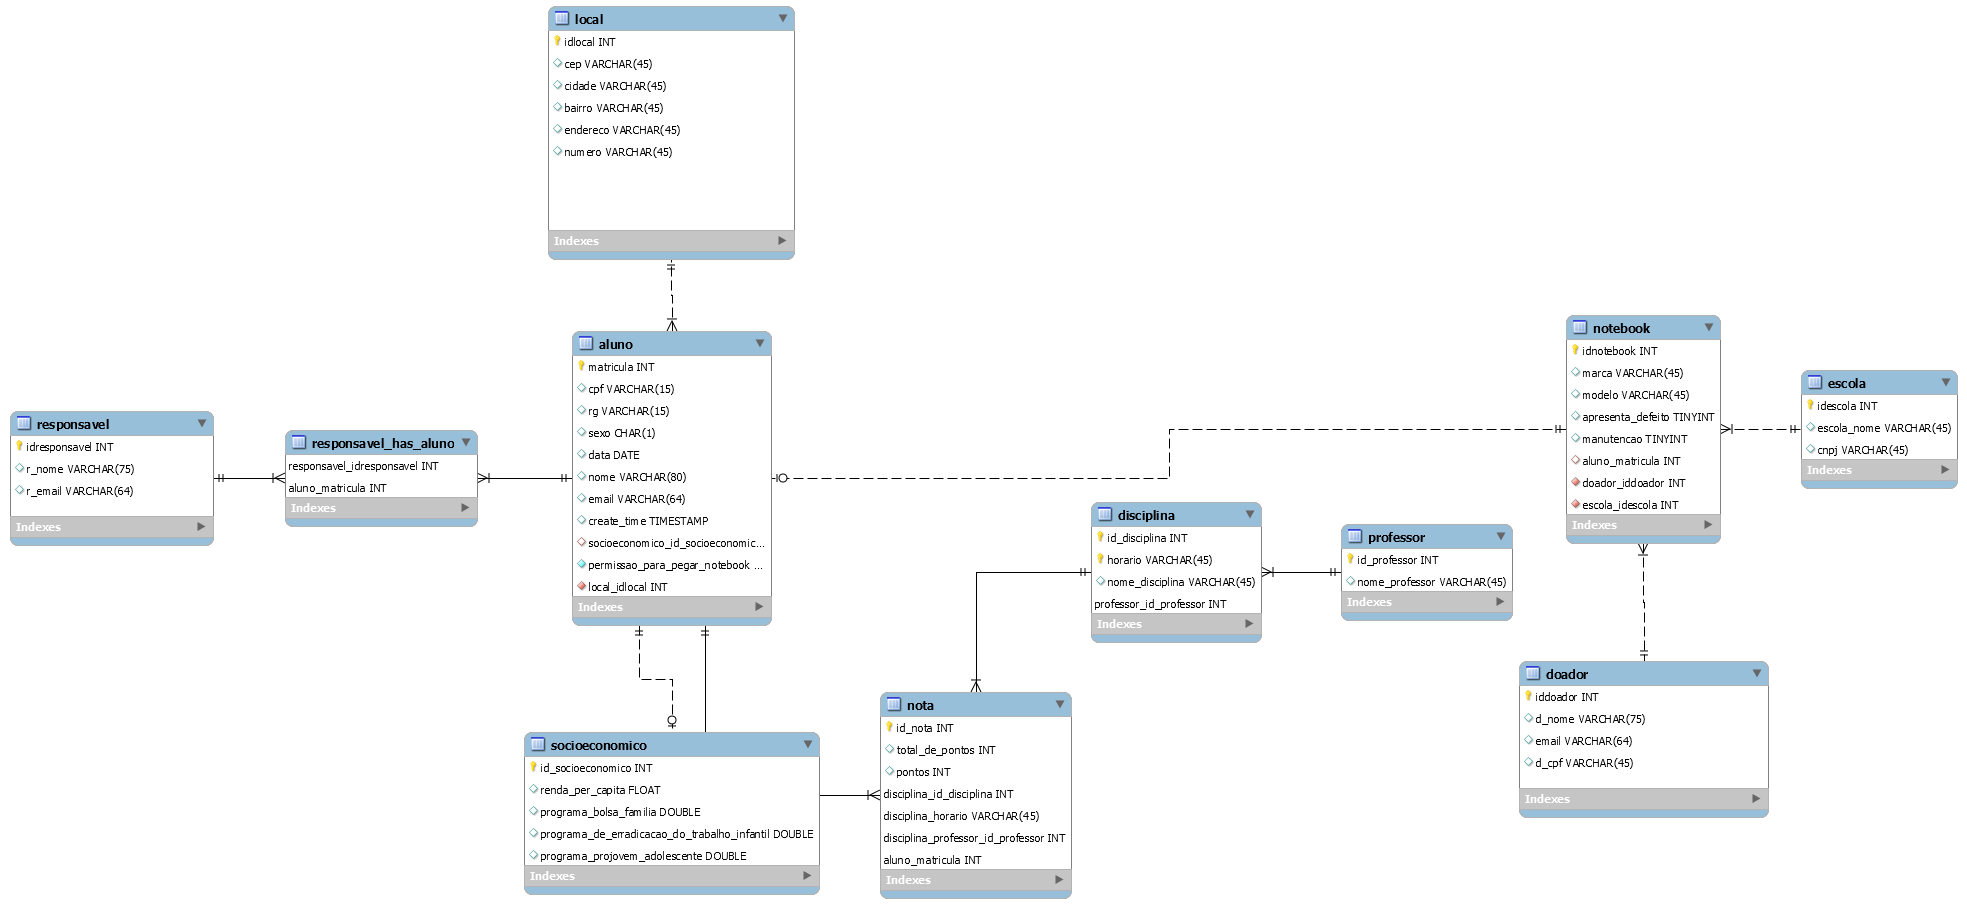 local
idlocal INT
cep VARCHAR(45)
cidade VARCHAR(45)
bairro VARCHAR(45)
endereco VARCHAR(45)
numero VARCHAR(45)
Indexes
aluno
matricula INT
cpf VARCHAR(15)
rg VARCHAR(15)
sexo CHAR(1)
data DATE
nome VARCHAR(80)
email VARCHAR(64)
create_time TIMESTAMP
socioeconomico_id_socioeconomic...
permissao_para_pegar_notebook ...
local_idlocal INT
Indexes
responsavel
idresponsavel INT
r_nome VARCHAR(75)
r_email VARCHAR(64)
Indexes
responsavel_has_aluno
responsavel_idresponsavel INT
aluno_matricula INT
Indexes
notebook
idnotebook INT
marca VARCHAR(45)
modelo VARCHAR(45)
apresenta_defeito TINYINT
manutencao TINYINT
aluno_matricula INT
doador_iddoador INT
escola_idescola INT
Indexes
escola
idescola INT
escola_nome VARCHAR(45)
cnpj VARCHAR(45)
Indexes
disciplina
id_disciplina INT
horario VARCHAR(45)
nome_disciplina VARCHAR(45)
professor_id_professor INT
Indexes
professor
id_professor INT
nome_professor VARCHAR(45)
Indexes
socioeconomico
id_socioeconomico INT
renda_per_capita FLOAT
programa_bolsa_familia DOUBLE
programa_de_erradicacao_do_trabalho_infantil DOUBLE
programa_projovem_adolescente DOUBLE
Indexes
nota
id_nota INT
total_de_pontos INT
pontos INT
disciplina_id_disciplina INT
disciplina_horario VARCHAR(45)
disciplina_professor_id_professor INT
aluno_matricula INT
Indexes
doador
iddoador INT
d_nome VARCHAR(75)
email VARCHAR(64)
d_cpf VARCHAR(45)
Indexes